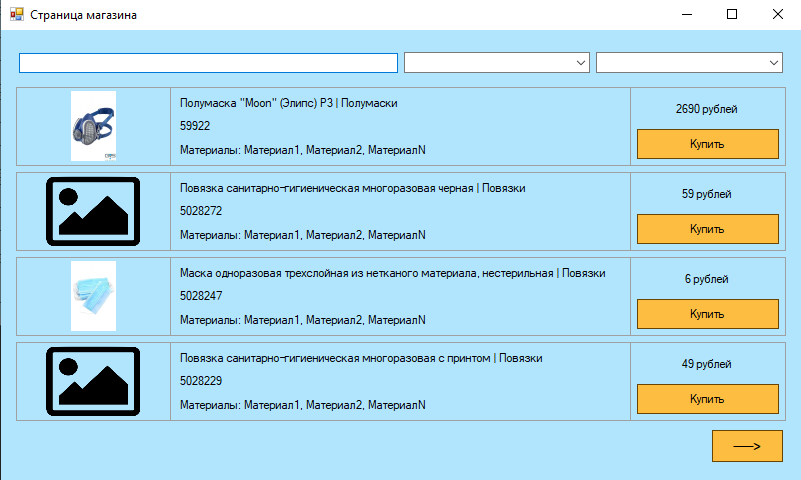 Страница магазина
Полумаска "Moon" (Элипс) P3 | Полумаски
59922
Материалы: Материал1, Материал2, МатериалN
2690 рублей
Купить
Повязка санитарно-гигиеническая многоразовая черная | Повязки
5028272
Материалы: Материал1, Материал2, МатериалN
59 рублей
Купить
Маска одноразовая трехслойная из нетканого материала, нестерильная | Повязки
5028247
Материалы: Материал1, Материал2, МатериалN
6 рублей
Купить
Повязка санитарно-гигиеническая многоразовая с принтом | Повязки
5028229
Материалы: Материал1, Материал2, МатериалN
49 рублей
Купить
--->